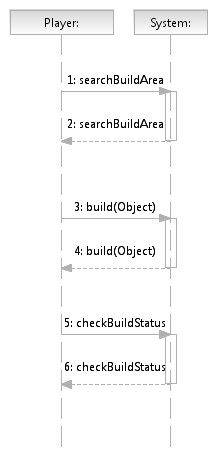 Player:
System:
1: searchBuildArea
2: searchBuildArea
3: build(Object)
4: build(Object)
5: checkBuildStatus
6: checkBuildStatus